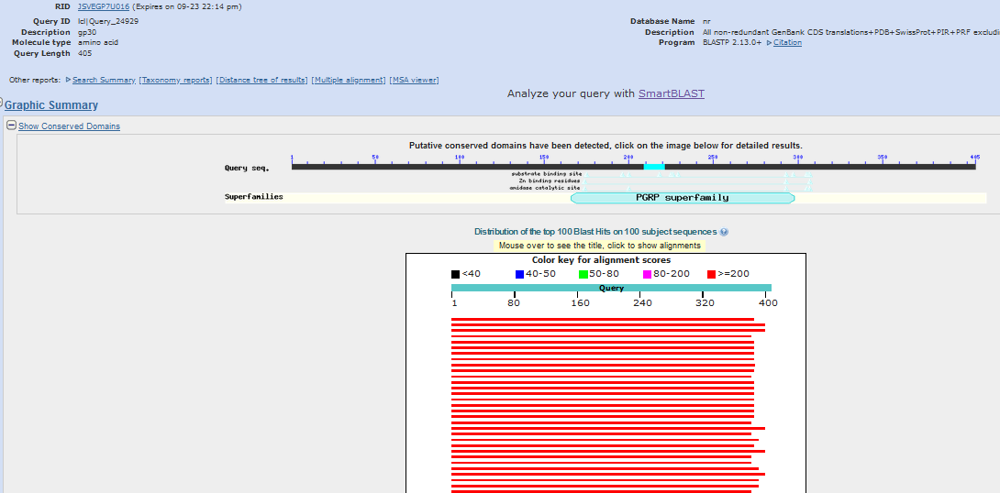 RID JSVEGP7U016 (Expires on 09-23 22:14 pm)
Query ID lcl|Query_24929
Description gp30
Molecule type amino acid
Query Length 405
Database Name nr
Description All non-redundant GenBank CDS translations+PDB+SwissProt+PIR+PRF excludi
Program BLASTP 2.13.0+ Citation
Other reports: Search Summary [Taxonomy reports] [Distance tree of results] [Multiple alignment] [MSA viewer]
Analyze your query with SmartBLAST
Graphic Summary
Show Conserved Domains
Putative conserved domains have been detected, click on the image below for detailed results.
1 50 100 150 200 250 300 350 405
Query seq.
substrate binding site
Zn binding residues
amidase catalytic site
Superfamilies PGRP superfamily
Distribution of the top 100 Blast Hits on 100 subject sequences
Mouse over to see the title, click to show alignments
Color key for alignment scores
<40 40-50 50-80 80-200 >=200
Query
1 80 160 240 320 400